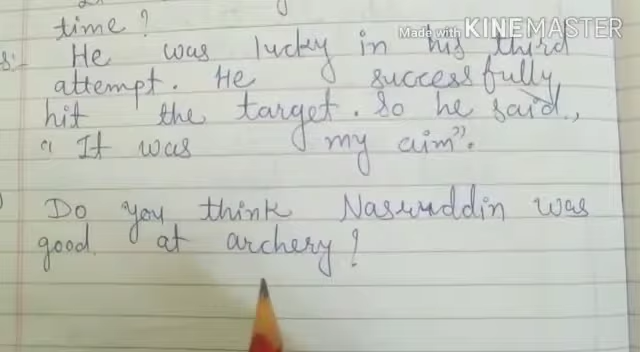 time?
Made with KINEMASTER
s:- He was lucky in his third
attempt. He successfully
hit the target. So he said,
"It was my aim".
Do you think Nasruddin was
good at archery?